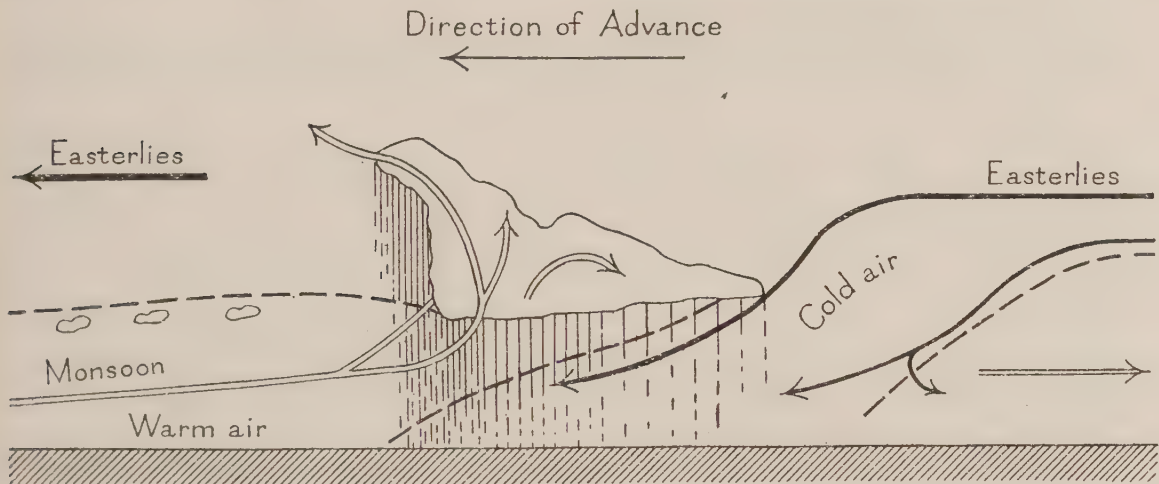 Direction of Advance
Easterlies
Easterlies
Cold air
Monsoon
Warm air